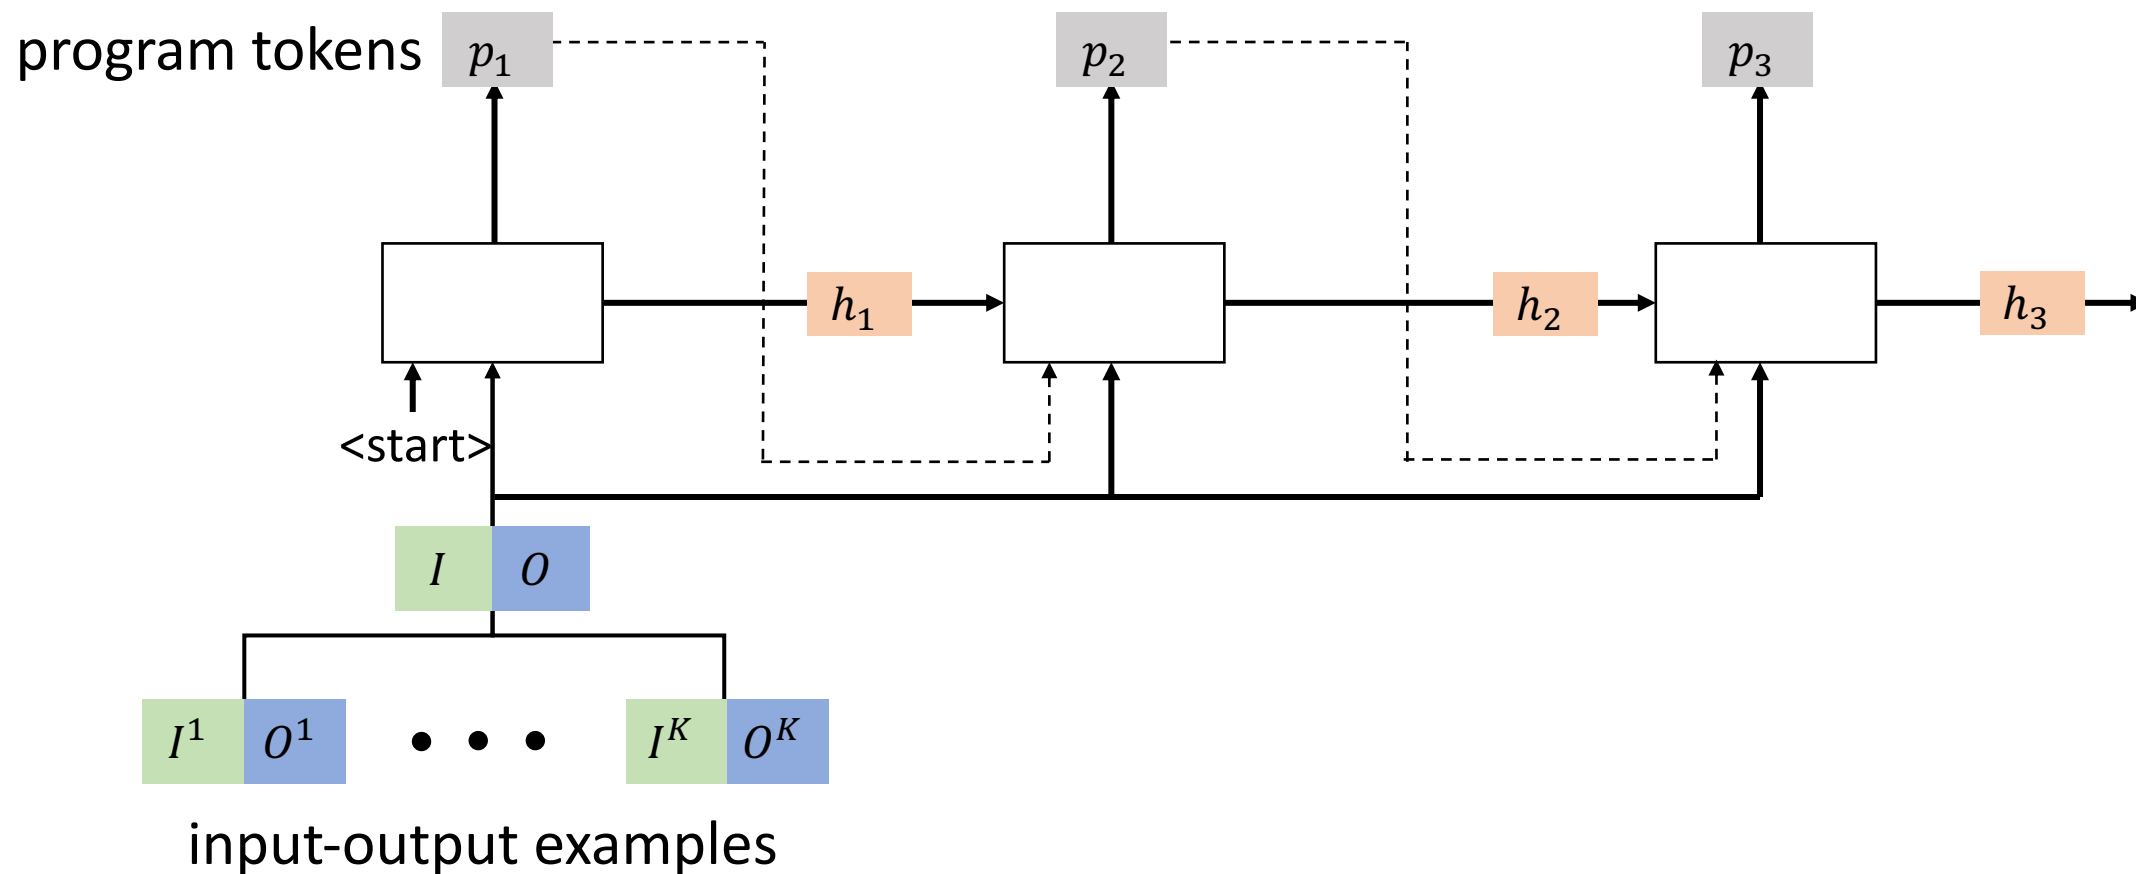 program tokens p₁ p₂ p₃
h₁ h₂ h₃
<start>
I O
I¹ O¹ • • • Iᴷ Oᴷ
input-output examples